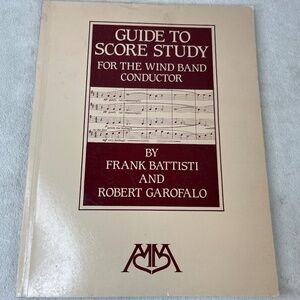 GUIDE TO
SCORE STUDY
FOR THE WIND BAND
CONDUCTOR
BY
FRANK BATTISTI
AND
ROBERT GAROFALO